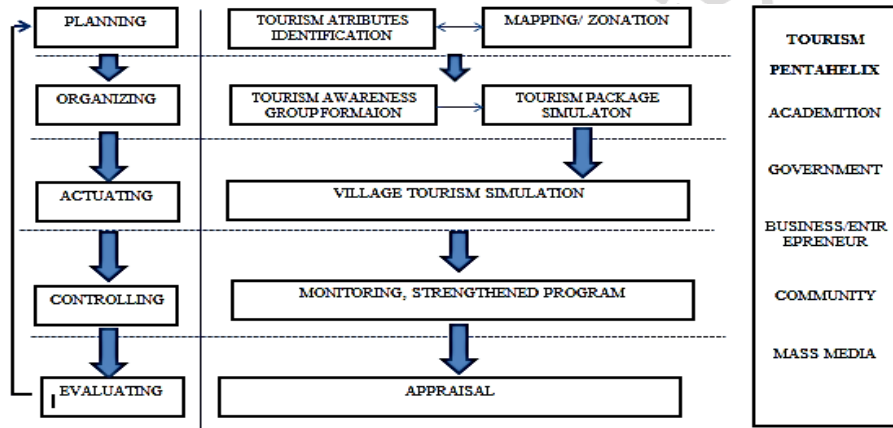 PLANNING
TOURISM ATRIBUTES
IDENTIFICATION
MAPPING/ ZONATION
ORGANIZING
TOURISM AWARENESS
GROUP FORMAION
TOURISM PACKAGE
SIMULATON
ACTUATING
VILLAGE TOURISM SIMULATION
CONTROLLING
MONITORING, STRENGTHENED PROGRAM
EVALUATING
APPRAISAL
TOURISM
PENTAHELIX
ACADEMITION
GOVERNMENT
BUSINESS/ENTR
EPRENEUR
COMMUNITY
MASS MEDIA